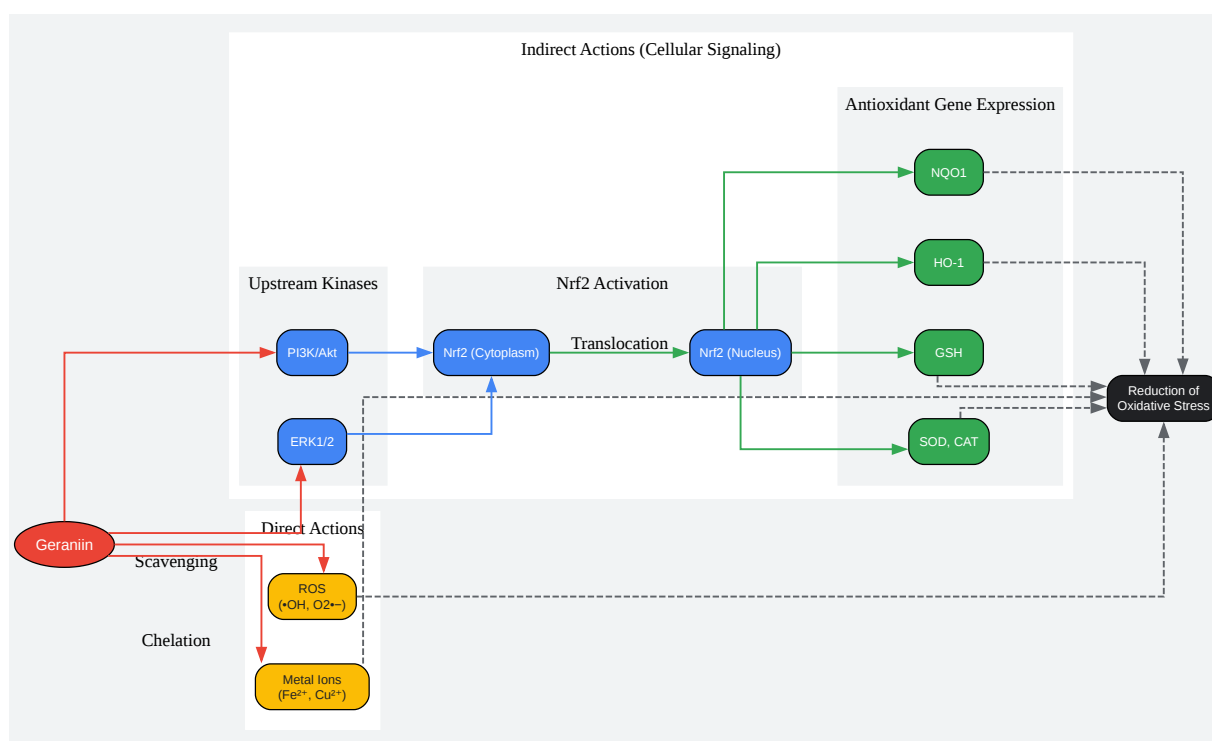 Indirect Actions (Cellular Signaling)
Antioxidant Gene Expression
NQO1
HO-1
Upstream Kinases
Nrf2 Activation
PI3K/Akt
Nrf2 (Cytoplasm)
Translocation
Nrf2 (Nucleus)
GSH
Reduction of
Oxidative Stress
ERK1/2
SOD, CAT
Direct Actions
Geraniin
Scavenging
ROS
(•OH, O2•−)
Chelation
Metal Ions
(Fe²⁺, Cu²⁺)